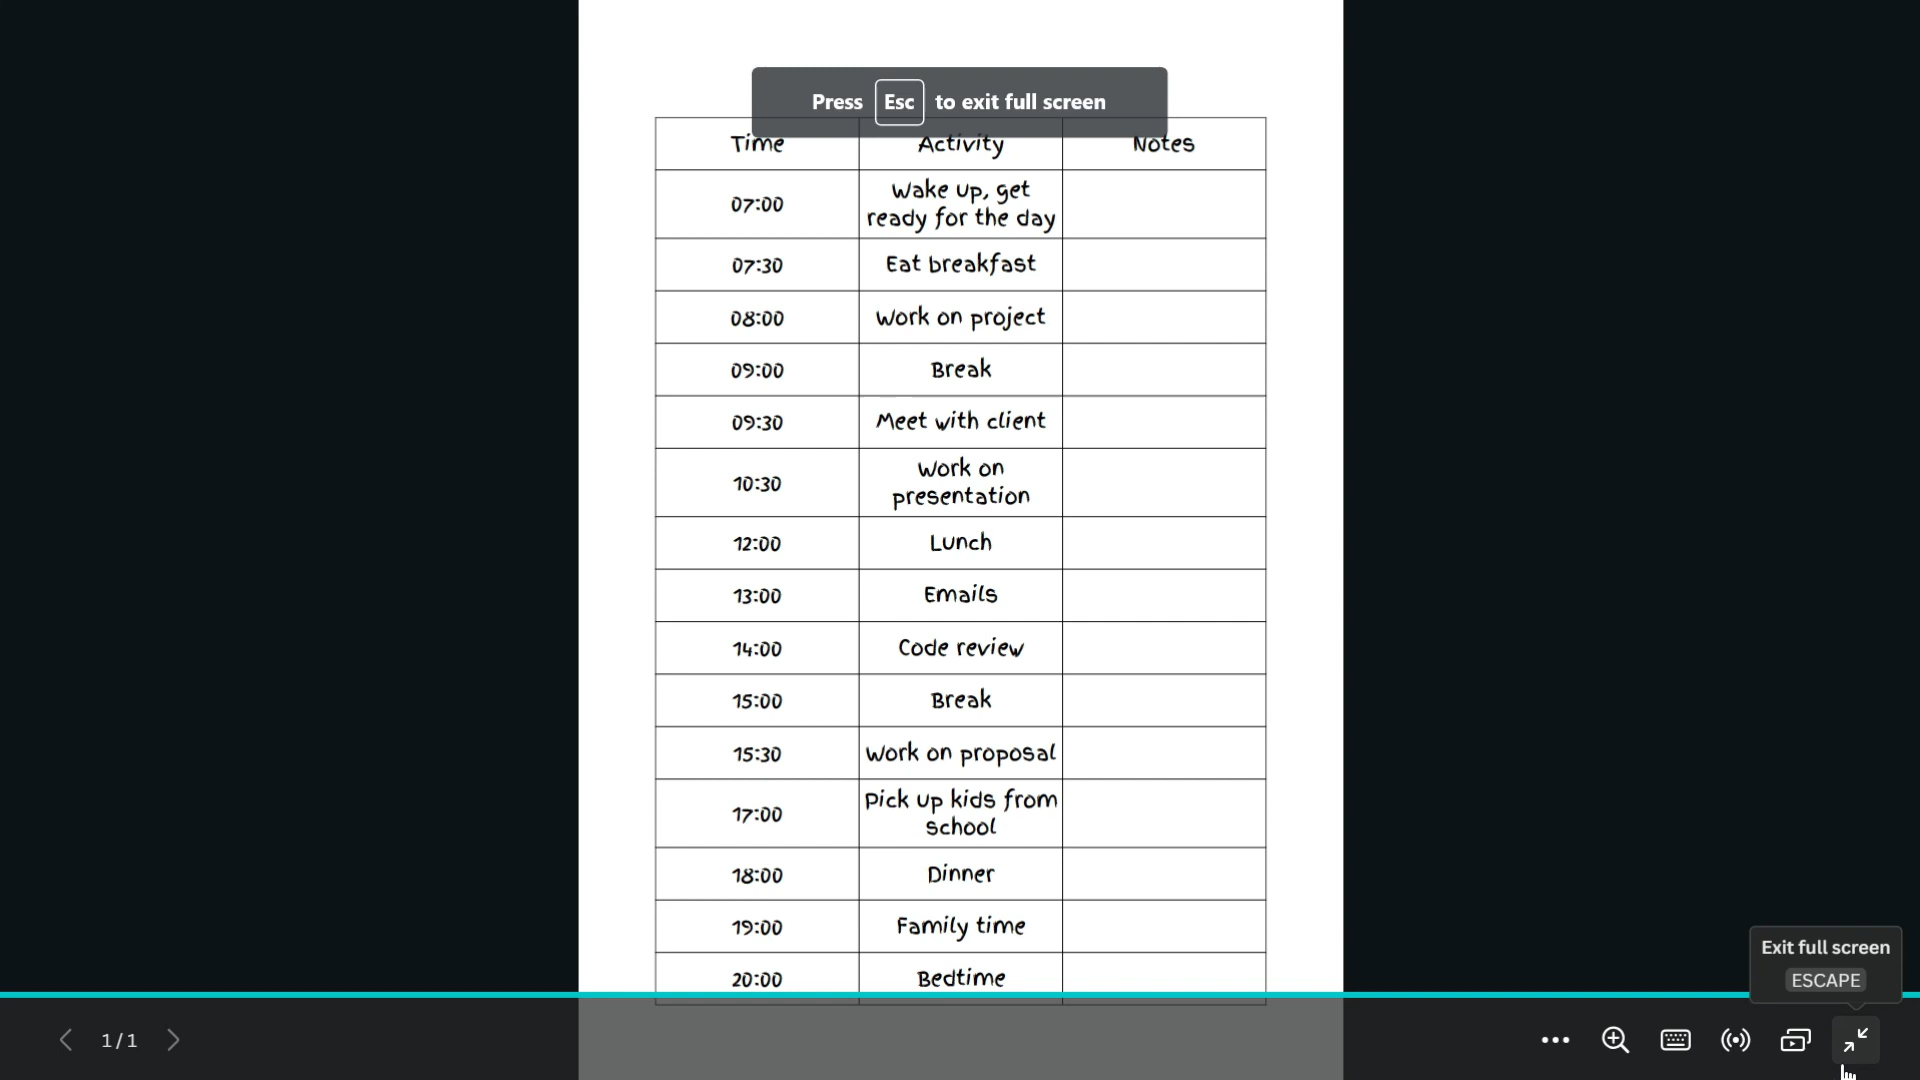 Press Esc to exit full screen
Time Activity Notes
07:00 Wake up, get
ready for the day
07:30 Eat breakfast
08:00 Work on project
09:00 Break
09:30 Meet with client
10:30 Work on
presentation
12:00 Lunch
13:00 Emails
14:00 Code review
15:00 Break
15:30 Work on proposal
17:00 Pick up kids from
school
18:00 Dinner
19:00 Family time
20:00 Bedtime
Exit full screen
ESCAPE
1/1